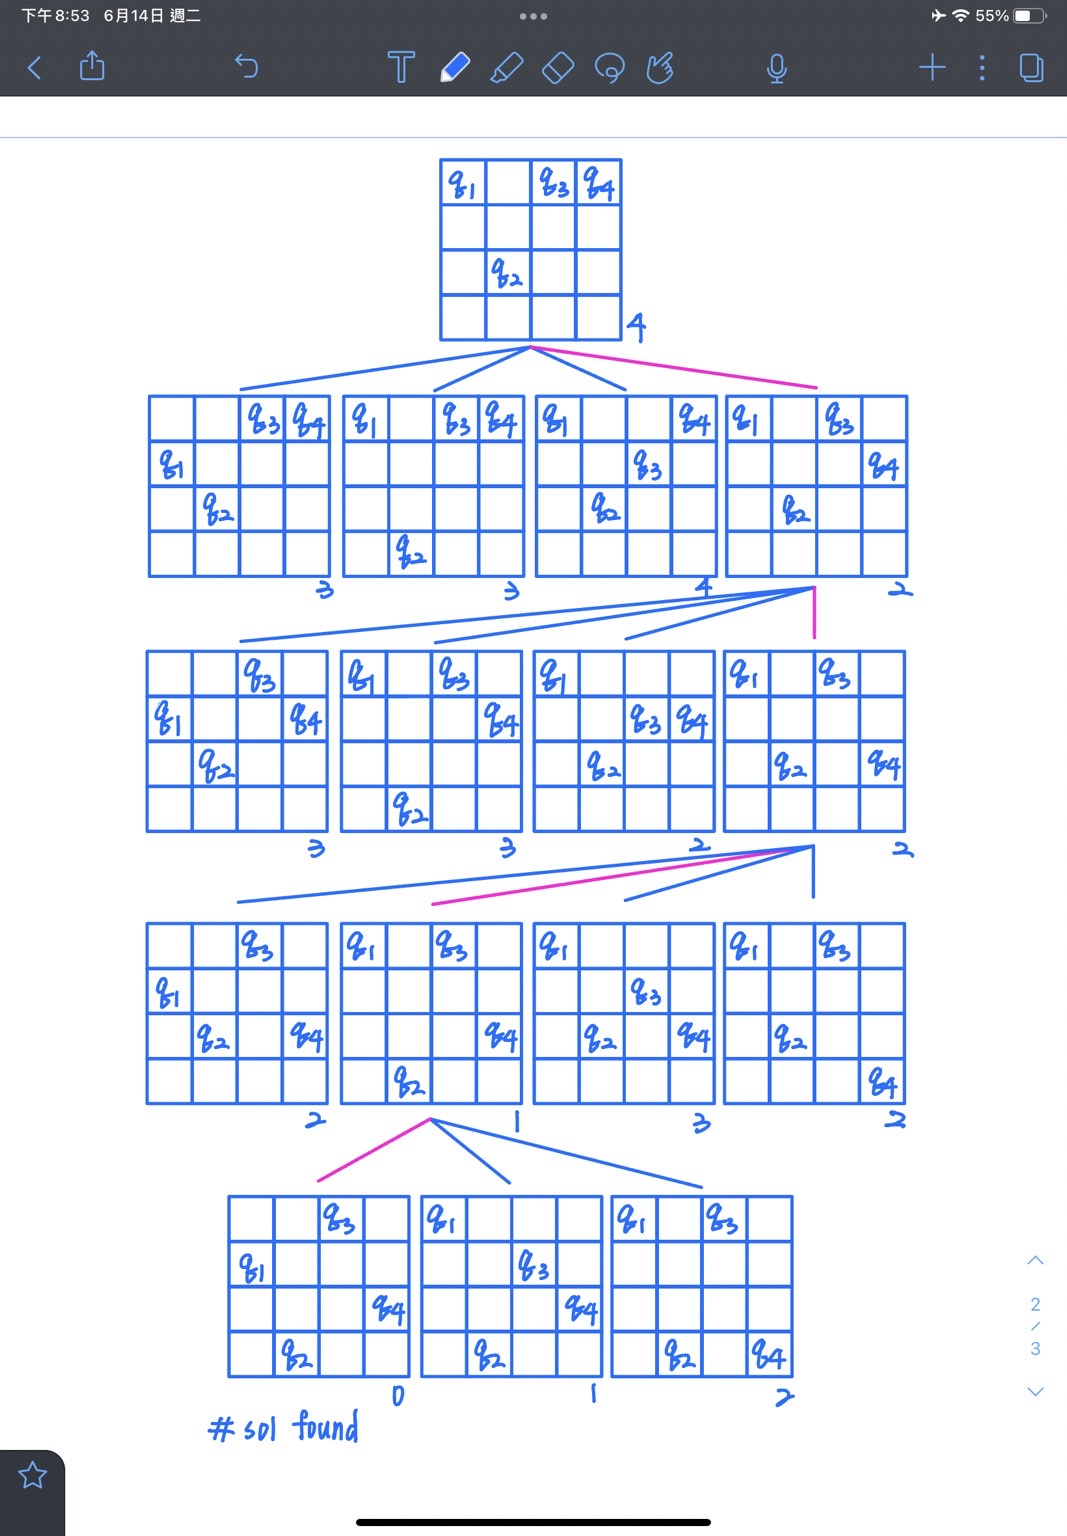 下午8:53 6月14日 週二
55%
T
q1 q3 q4
q2
4
q3 q4 q1 q3 q4 q1 q4 q1 q3
q1 q3 q4
q2 q2 q2
q2
3 3 4 2
q3 q1 q3 q1 q1 q3
q1 q4 q4 q3 q4
q2 q2 q2 q4
q2
3 3 2 2
q3 q1 q3 q1 q1 q3
q1 q3
q2 q4 q4 q2 q4 q2
q2 q4
2 1 3 2
q3 q1 q1 q3
q1 q3
q4 q4
q2 q2 q2 q4
0 1 2
# sol found
2
/
3